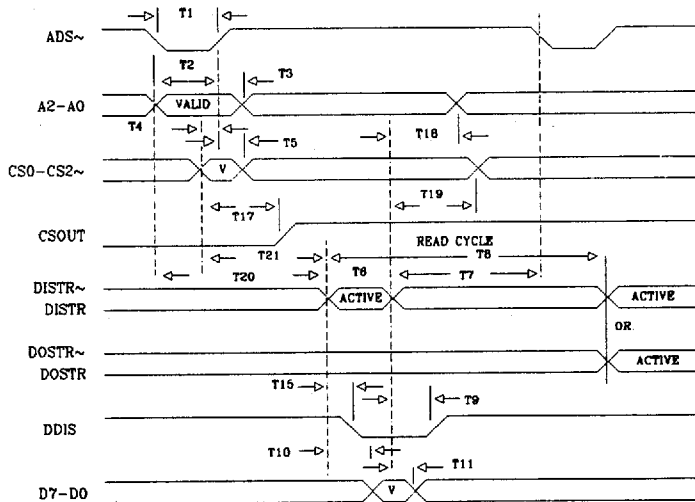 T1
ADS~
T2
T3
A2-A0
VALID
T4
T5
T18
CS0-CS2~
V
T17
T19
CSOUT
T21
READ CYCLE
T8
T20
T6
T7
DISTR~
DISTR
ACTIVE
ACTIVE
OR
DOSTR~
DOSTR
ACTIVE
T15
T9
DDIS
T10
T11
D7-D0
V